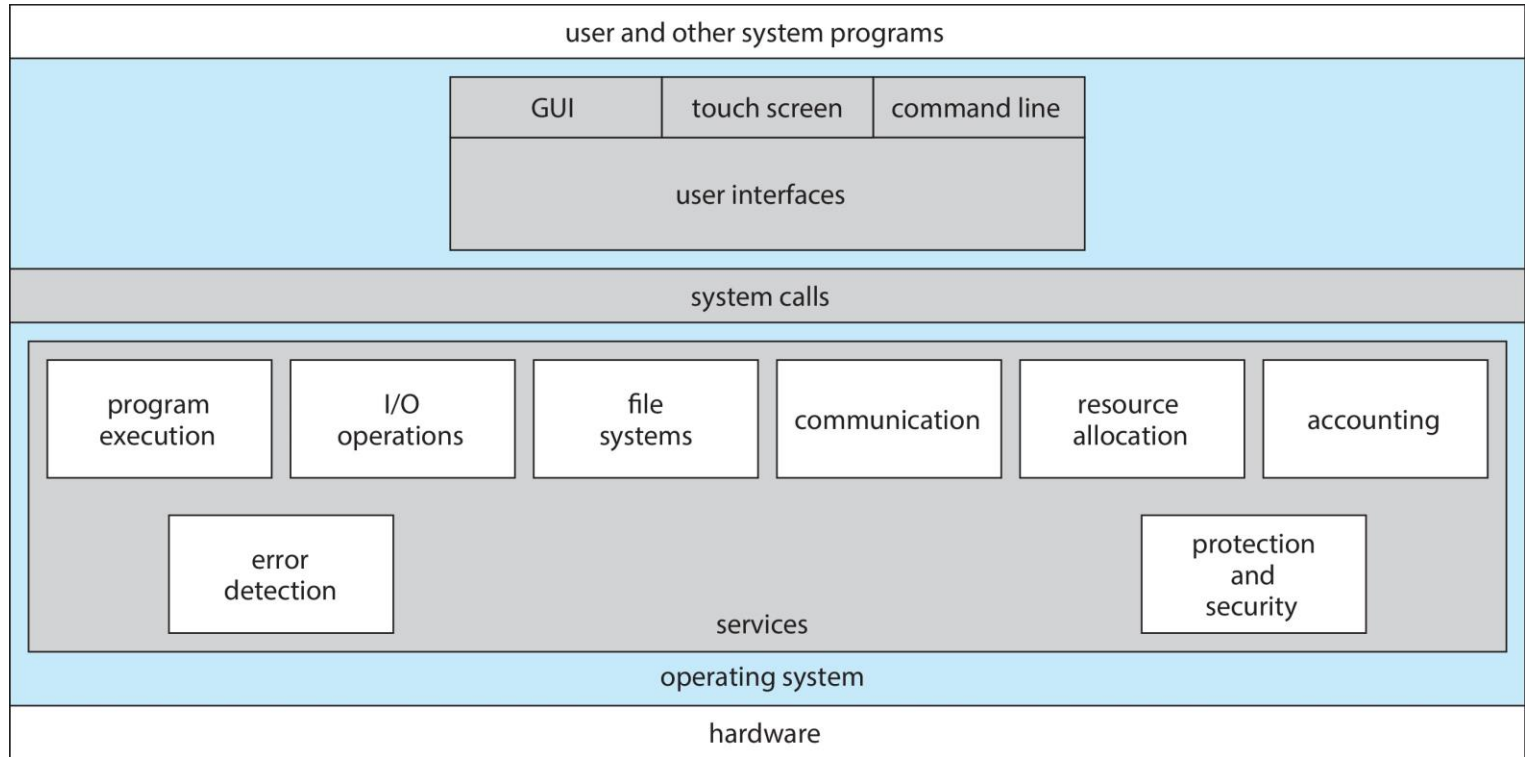 user and other system programs
GUI
touch screen
command line
user interfaces
system calls
program
execution
I/O
operations
file
systems
communication
resource
allocation
accounting
error
detection
protection
and
security
services
operating system
hardware